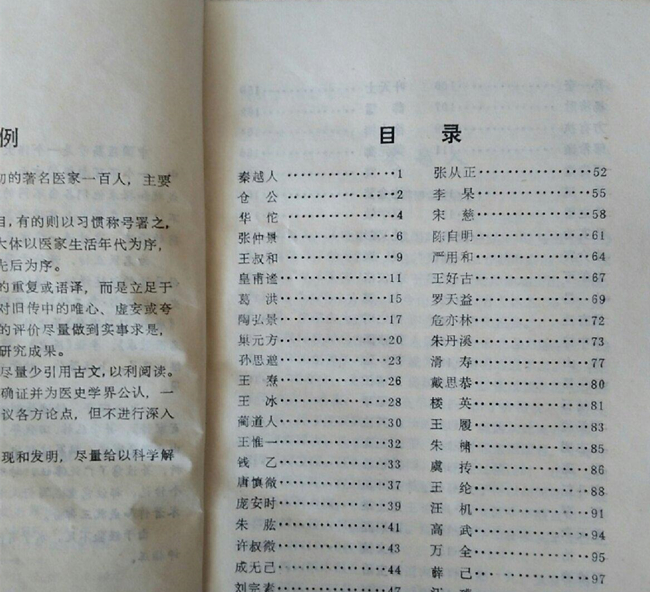 例
初的著名医家一百人，主要
目，有的则以习惯称号署之，
大体以医家生活年代为序，
先后为序。
的重复或语译，而是立足于
对旧传中的唯心、虚妄或夸
的评价尽量做到实事求是，
研究成果。
尽量少引用古文，以利阅读。
确证并为医史学界公认，一
议各方论点，但不进行深入
现和发明，尽量给以科学解
目 录
秦越人 1
仓公 2
华佗 4
张仲景 6
王叔和 9
皇甫谧 11
葛洪 15
陶弘景 17
巢元方 20
孙思邈 23
王焘 26
王冰 28
蔺道人 30
王惟一 32
钱乙 33
唐慎微 37
庞安时 39
朱肱 41
许叔微 43
成无己 44
刘完素 46
张从正 52
李杲 55
宋慈 58
陈自明 61
严用和 64
王好古 67
罗天益 69
危亦林 72
朱丹溪 73
滑寿 77
戴思恭 80
楼英 81
王履 83
朱橚 85
虞抟 86
王纶 88
汪机 91
高武 94
万全 95
薛己 97